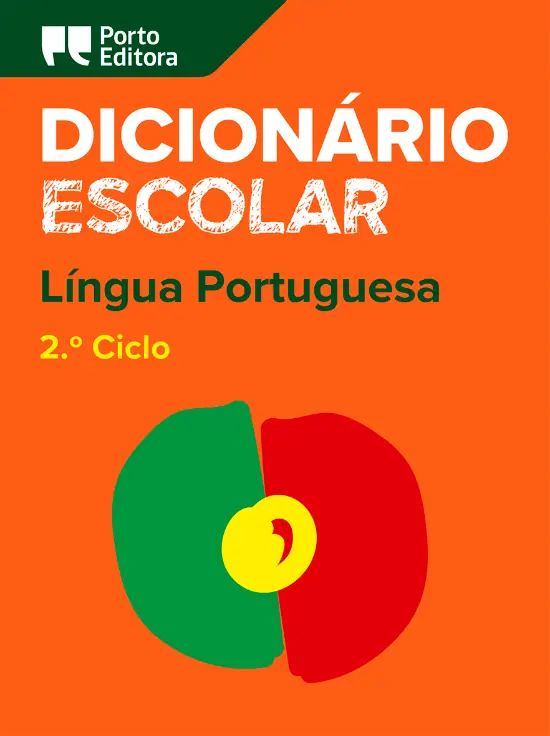 Porto
Editora
DICIONÁRIO
ESCOLAR
Língua Portuguesa
2.º Ciclo